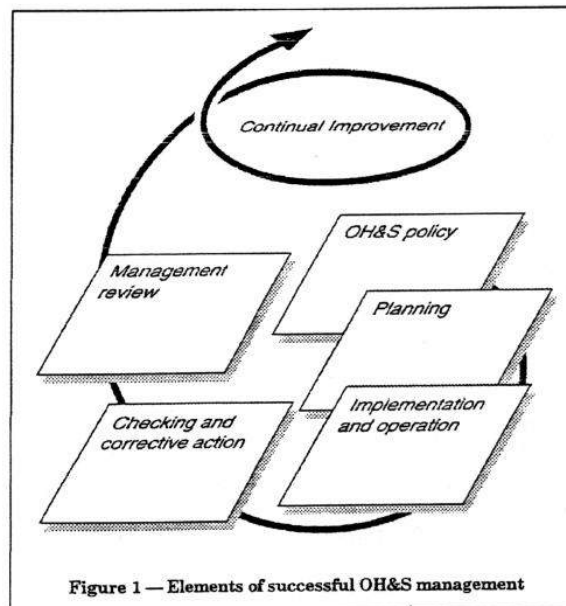 Continual Improvement
OH&S policy
Management
review
Planning
Implementation
and operation
Checking and
corrective action
Figure 1 — Elements of successful OH&S management